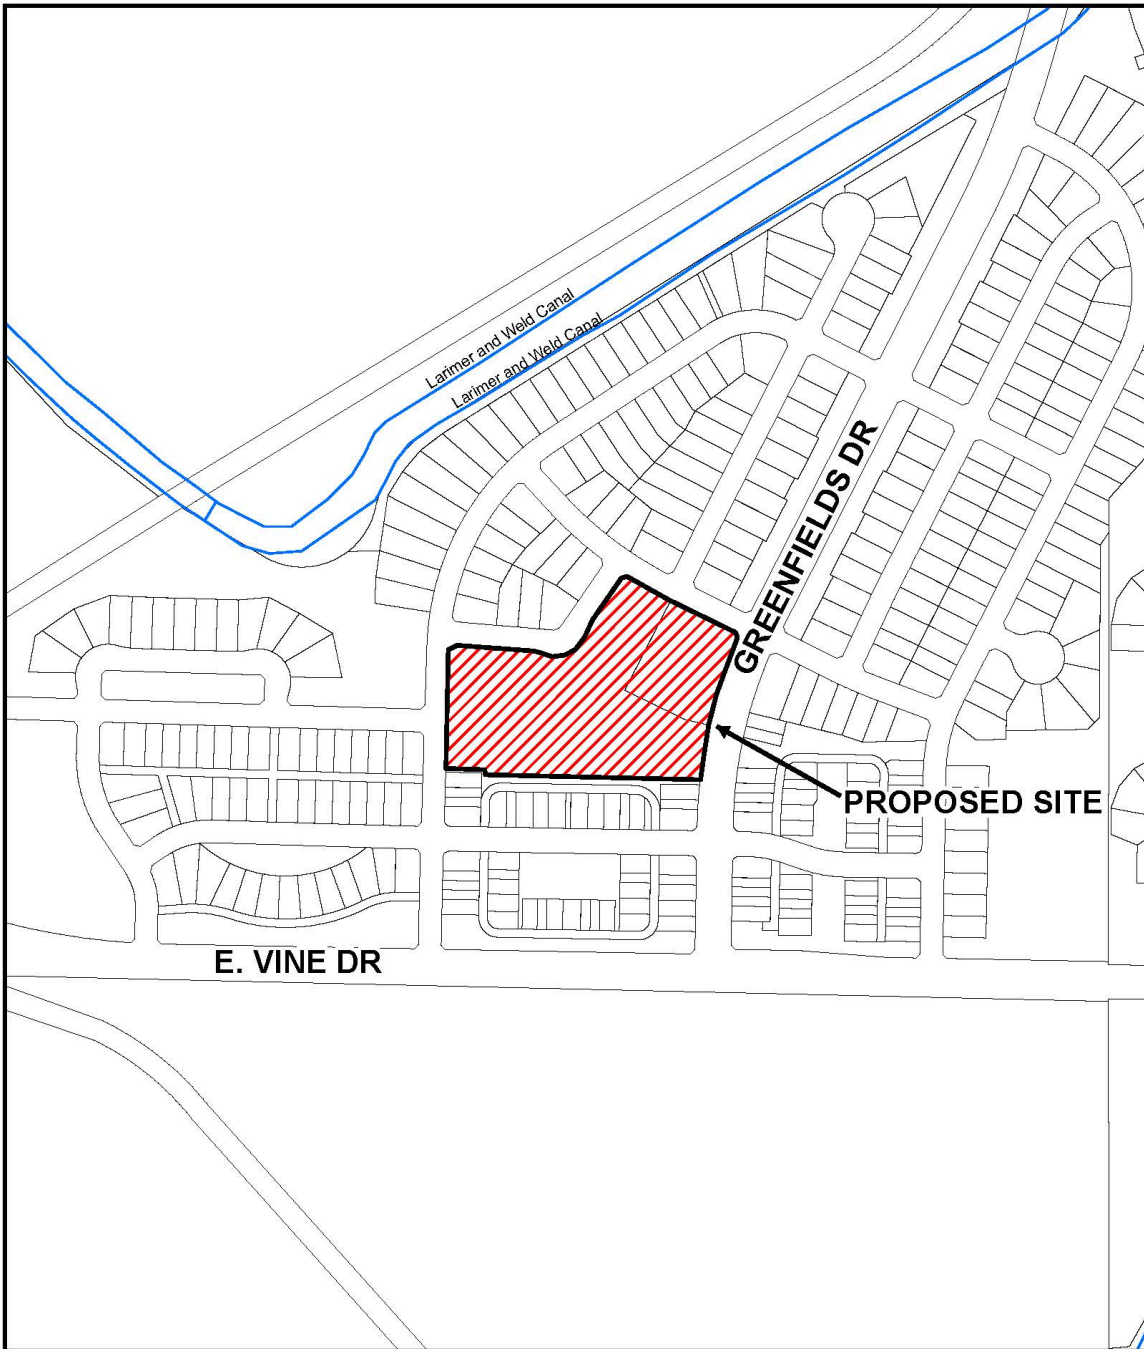 Larimer and Weld Canal
Larimer and Weld Canal
GREENFIELDS DR
PROPOSED SITE
E. VINE DR